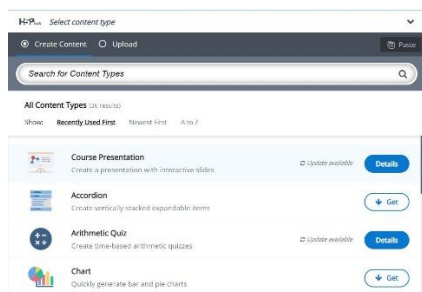 H-P Hub Select content type
Create Content Upload Paste
Search for Content Types
All Content Types results)
Show: Recently Used First Newest First A to Z
Course Presentation
Create a presentation with interactive slides
Update available Details
Accordion
Create vertically stacked expandable items
Get
Arithmetic Quiz
Create time-based arithmetic quizzes
Update available Details
Chart
Quickly generate bar and pie charts
Get